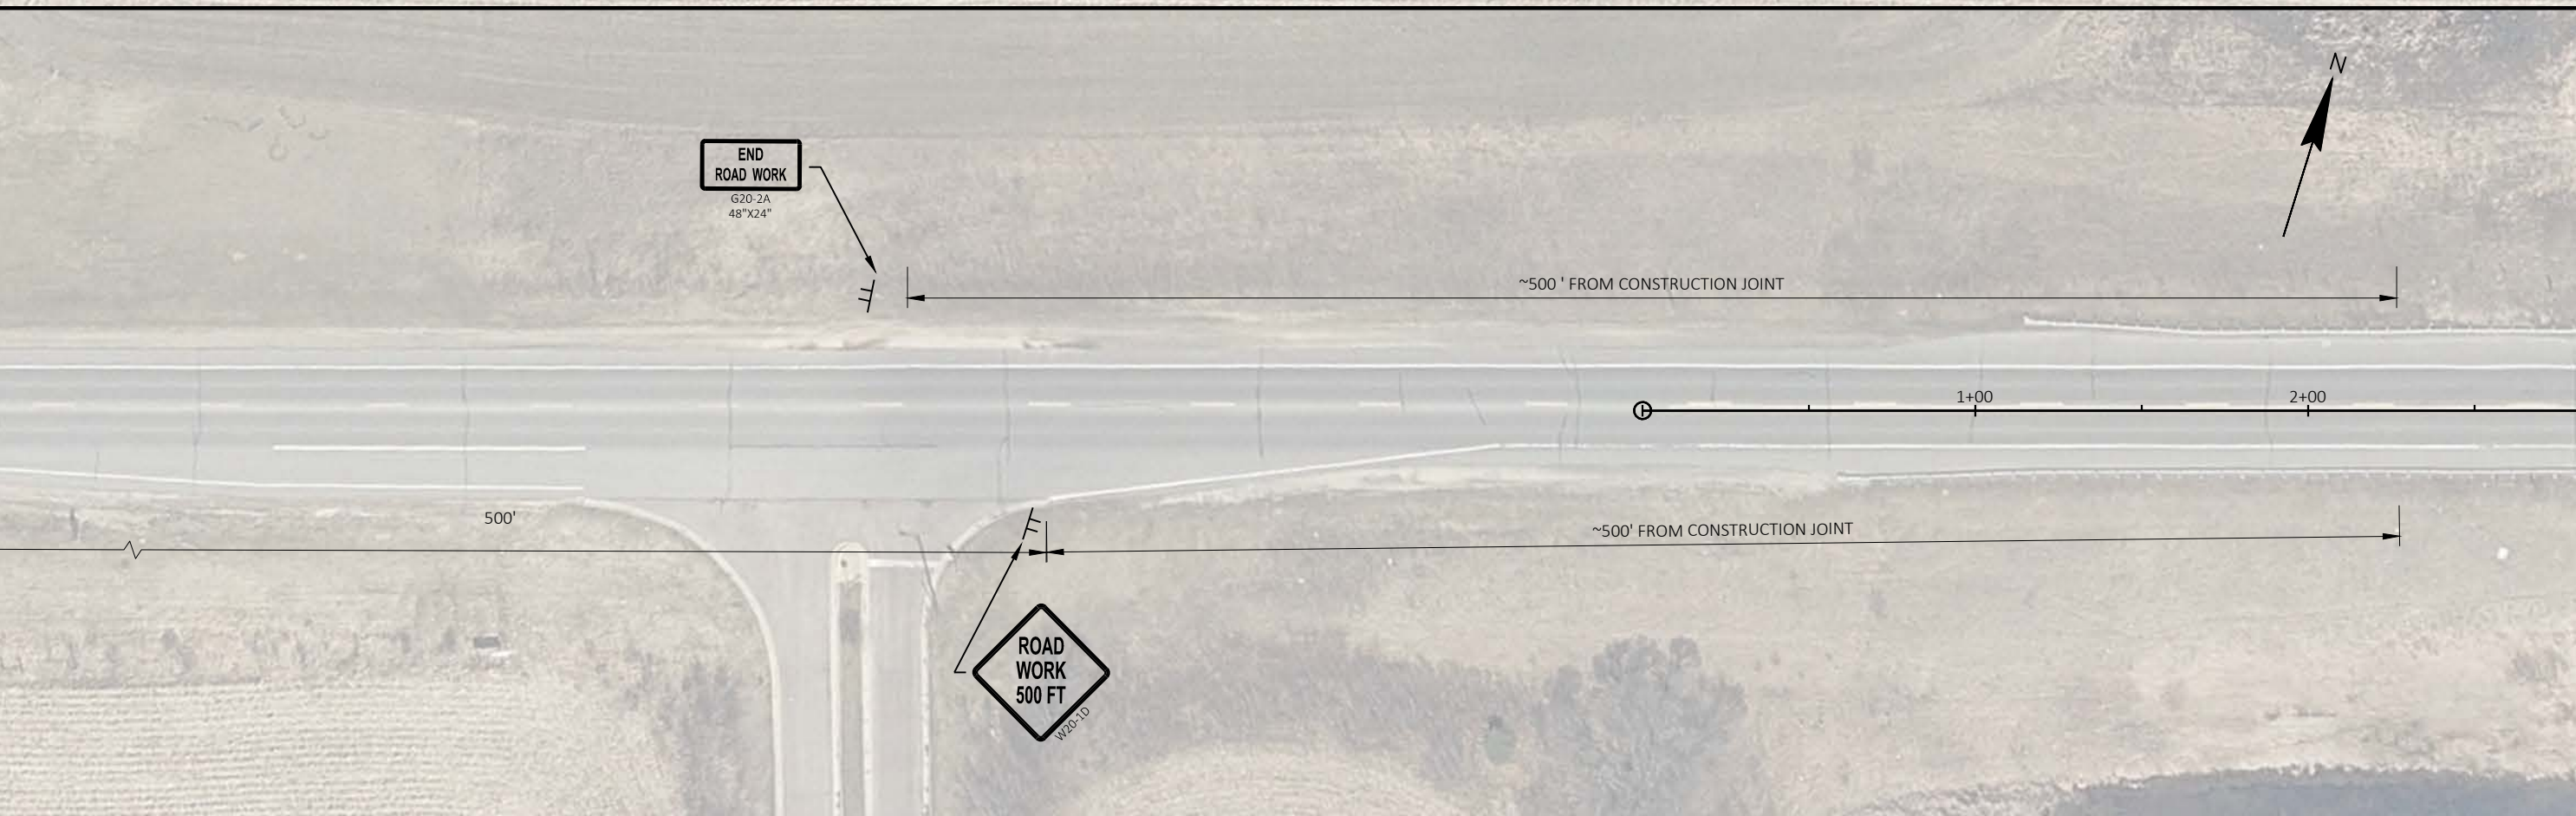 N
END
ROAD WORK
G20-2A
48"X24"
~500 ' FROM CONSTRUCTION JOINT
1+00
2+00
500'
~500' FROM CONSTRUCTION JOINT
ROAD
WORK
500 FT
W20-1D